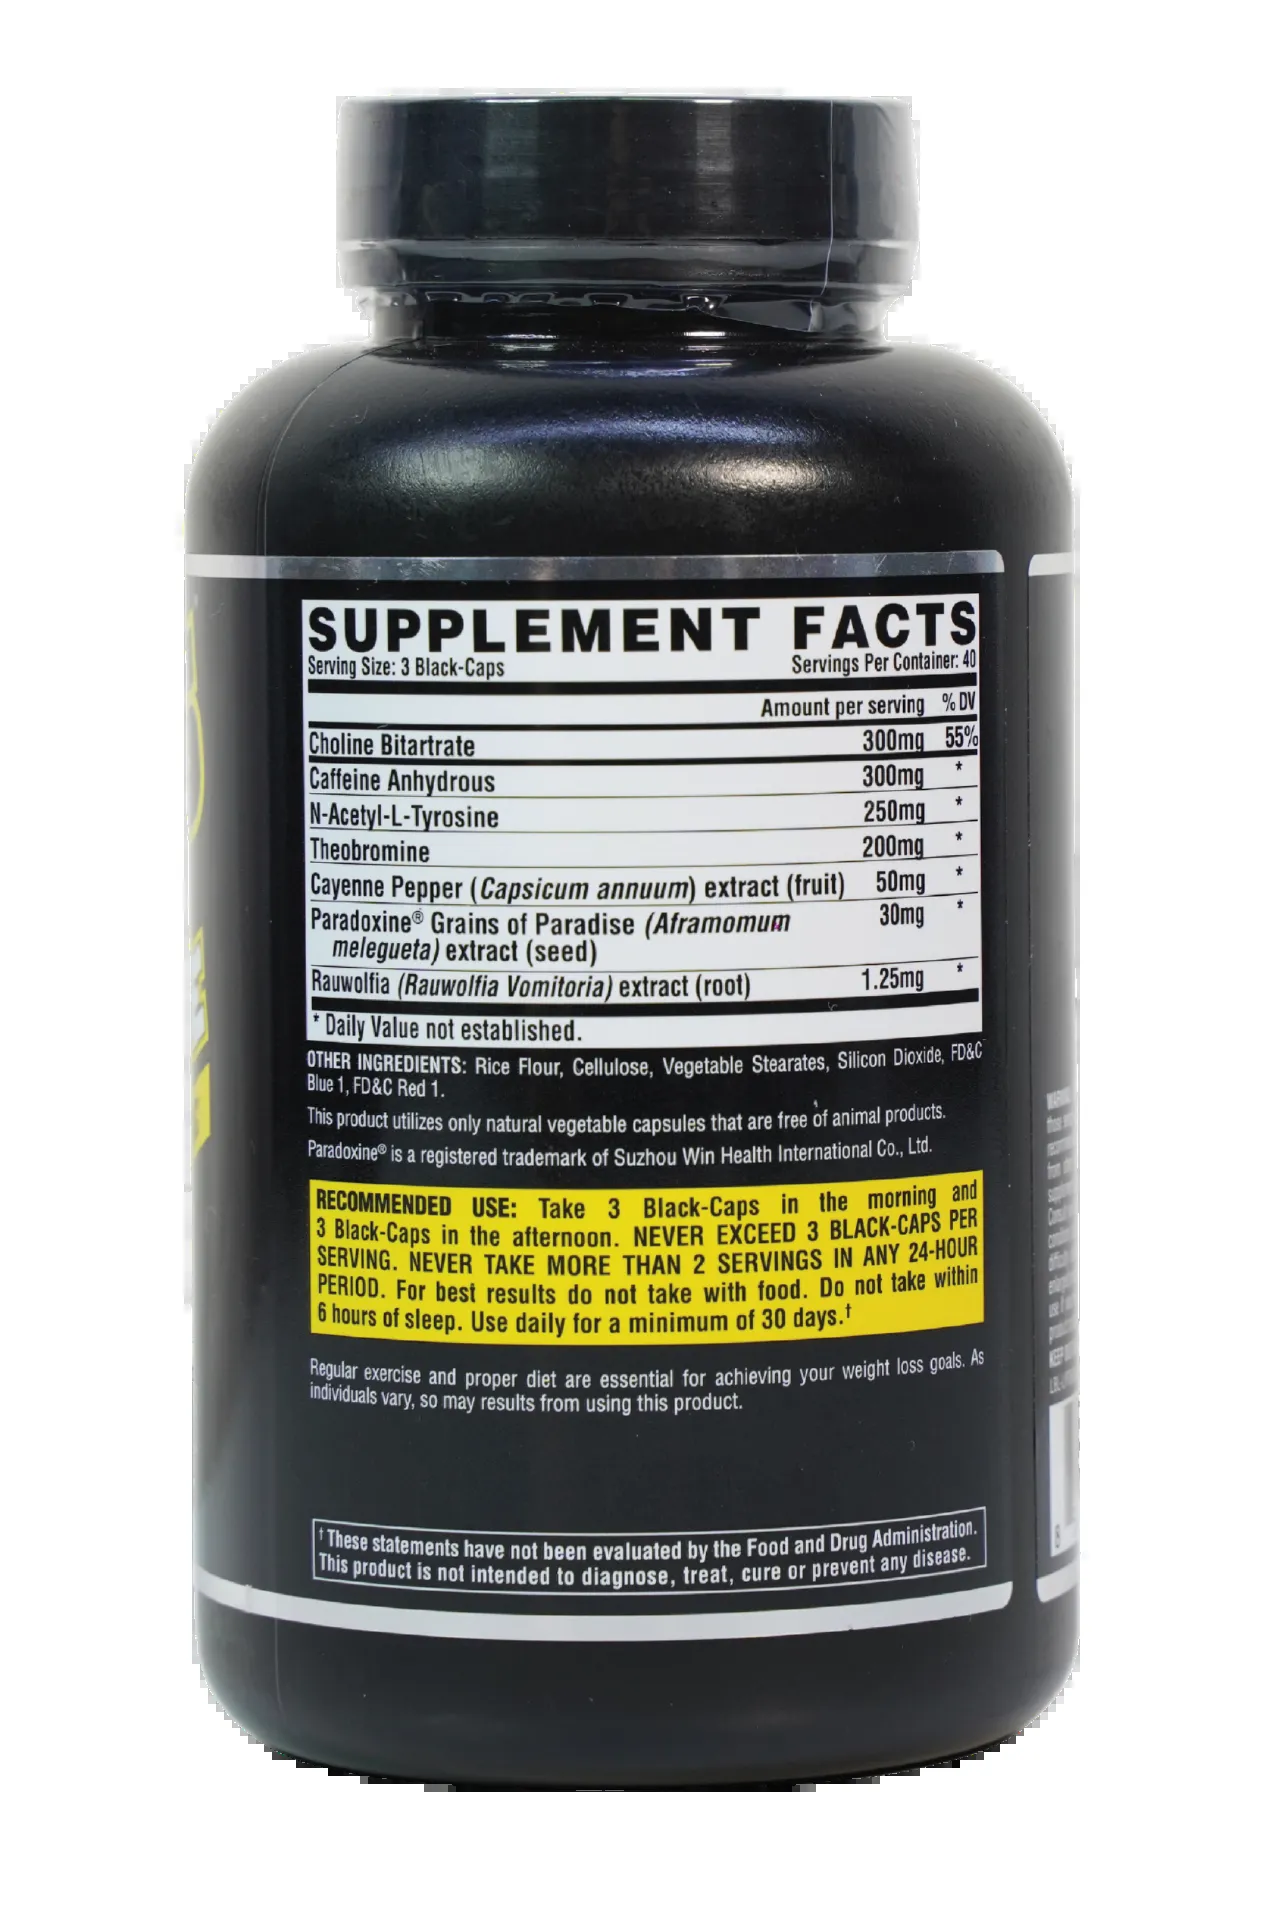 SUPPLEMENT FACTS
Serving Size: 3 Black-Caps Servings Per Container: 40
Amount per serving % DV
Choline Bitartrate 300mg 55%
Caffeine Anhydrous 300mg *
N-Acetyl-L-Tyrosine 250mg *
Theobromine 200mg *
Cayenne Pepper (Capsicum annuum) extract (fruit) 50mg *
Paradoxine® Grains of Paradise (Aframomum 30mg *
melegueta) extract (seed)
Rauwolfia (Rauwolfia Vomitoria) extract (root) 1.25mg *
* Daily Value not established.
OTHER INGREDIENTS: Rice Flour, Cellulose, Vegetable Stearates, Silicon Dioxide, FD&C
Blue 1, FD&C Red 1.
This product utilizes only natural vegetable capsules that are free of animal products.
Paradoxine® is a registered trademark of Suzhou Win Health International Co., Ltd.
RECOMMENDED USE: Take 3 Black-Caps in the morning and
3 Black-Caps in the afternoon. NEVER EXCEED 3 BLACK-CAPS PER
SERVING. NEVER TAKE MORE THAN 2 SERVINGS IN ANY 24-HOUR
PERIOD. For best results do not take with food. Do not take within
6 hours of sleep. Use daily for a minimum of 30 days.†
Regular exercise and proper diet are essential for achieving your weight loss goals. As
individuals vary, so may results from using this product.
† These statements have not been evaluated by the Food and Drug Administration.
This product is not intended to diagnose, treat, cure or prevent any disease.